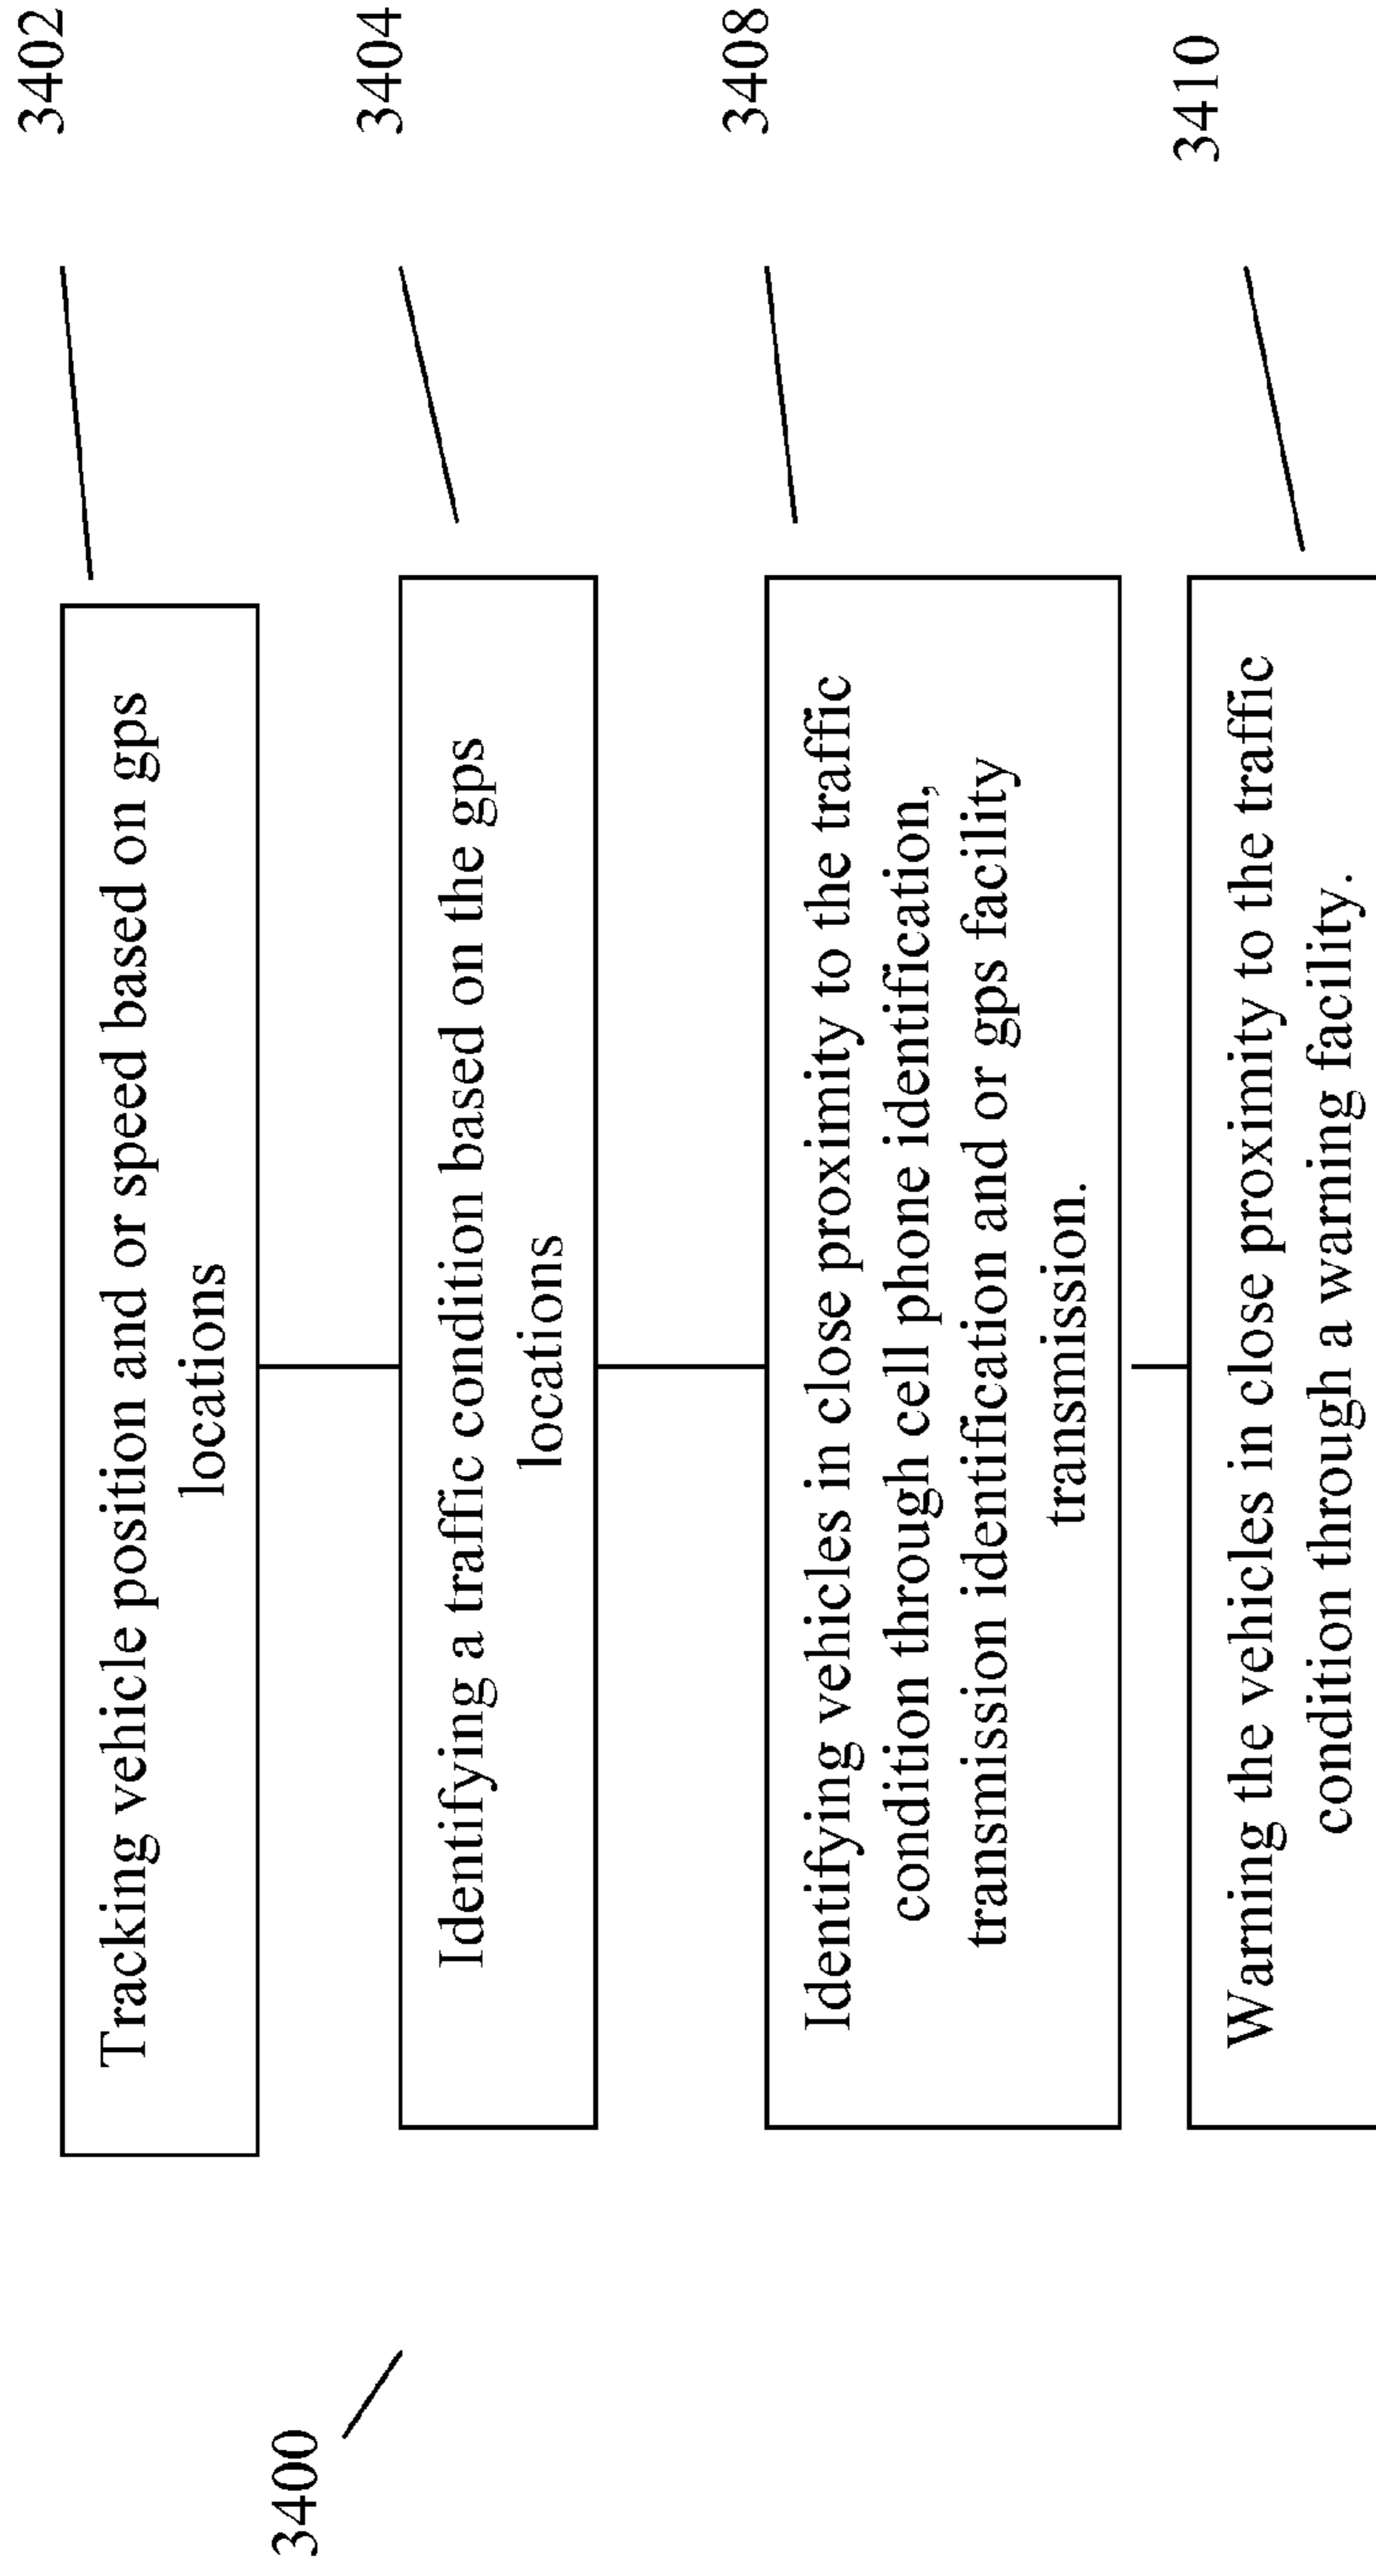 3400
3402
Tracking vehicle position and or speed based on gps
locations
3404
Identifying a traffic condition based on the gps
locations
3408
Identifying vehicles in close proximity to the traffic
condition through cell phone identification,
transmission identification and or gps facility
transmission.
3410
Warning the vehicles in close proximity to the traffic
condition through a warning facility.